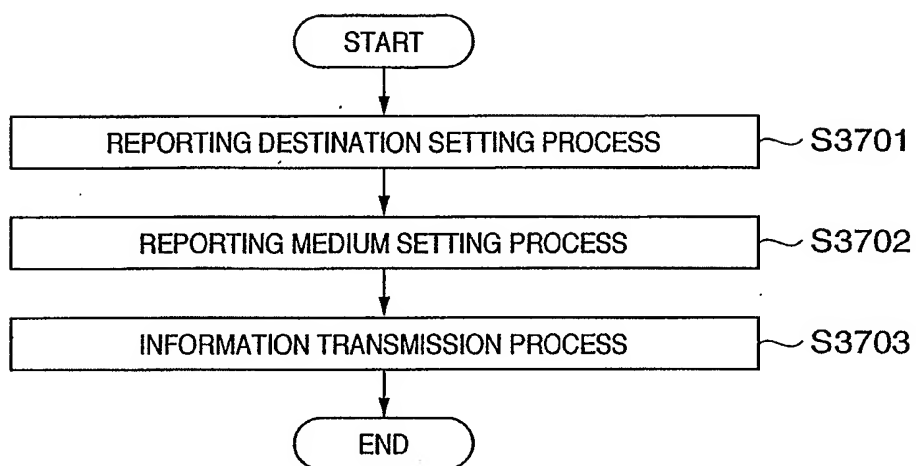 START
REPORTING DESTINATION SETTING PROCESS S3701
REPORTING MEDIUM SETTING PROCESS S3702
INFORMATION TRANSMISSION PROCESS S3703
END